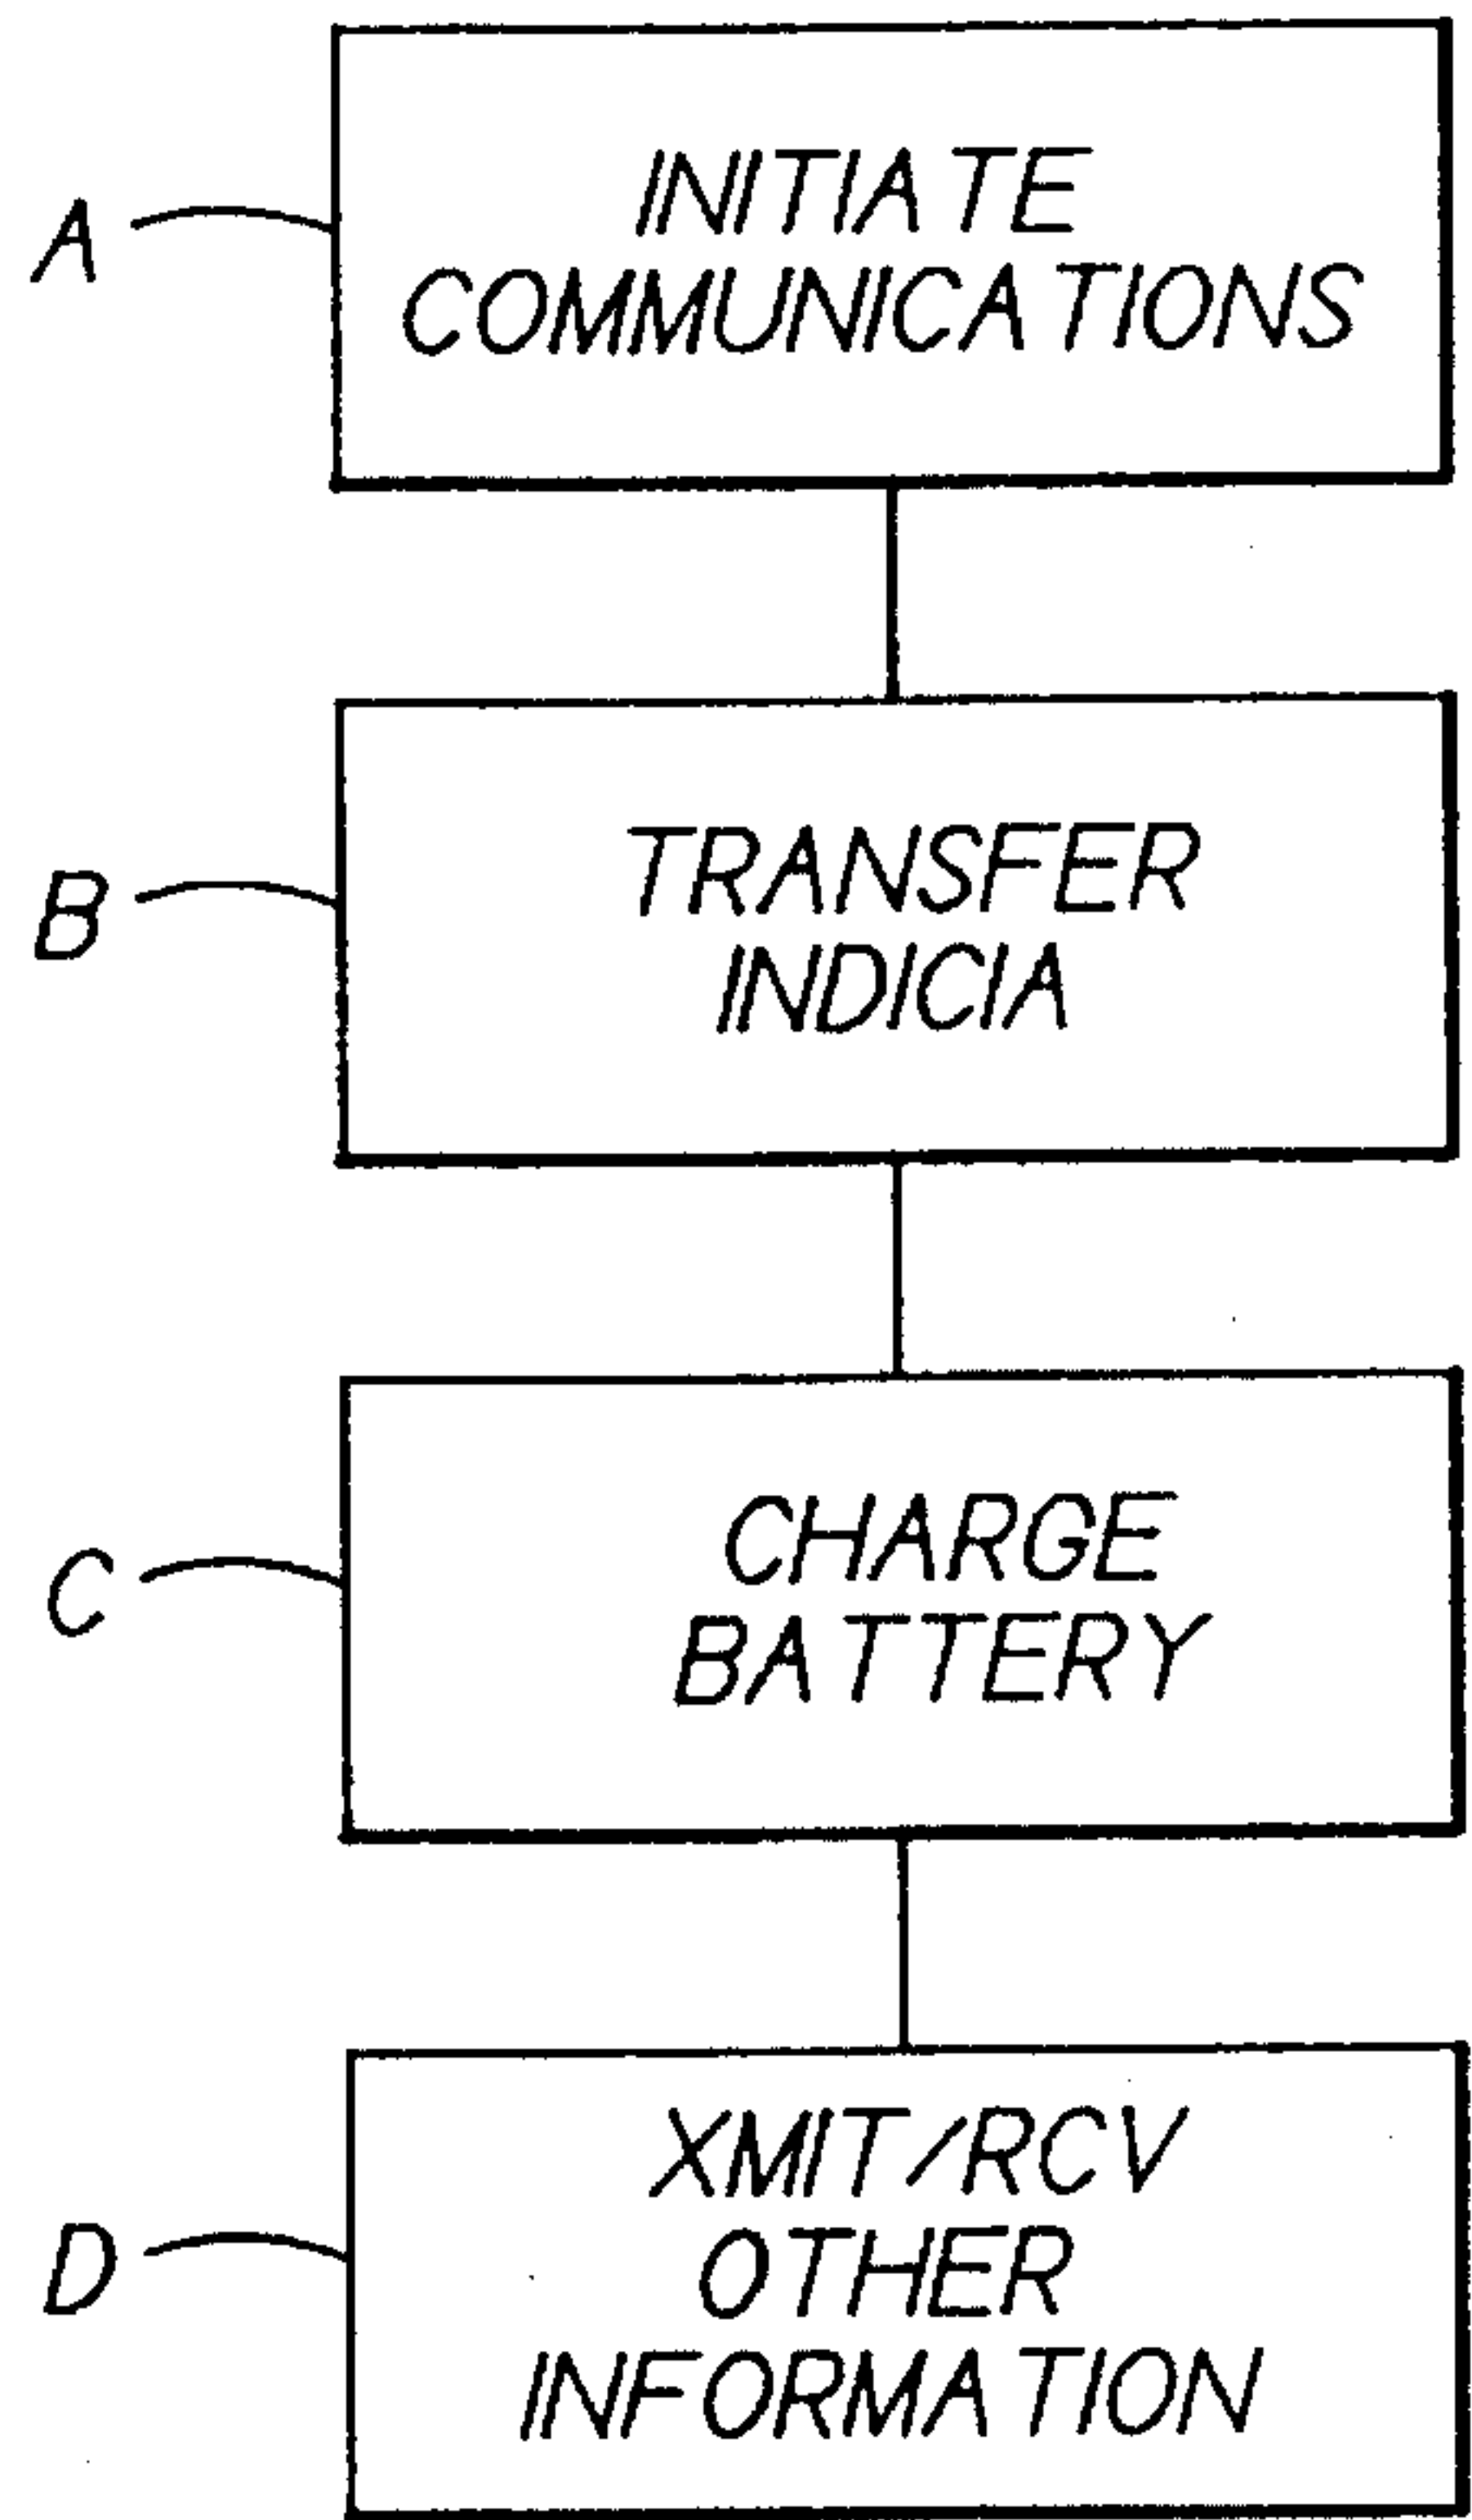 A
INITIATE
COMMUNICATIONS
B
TRANSFER
INDICIA
C
CHARGE
BATTERY
D
XMIT/RCV
OTHER
INFORMATION